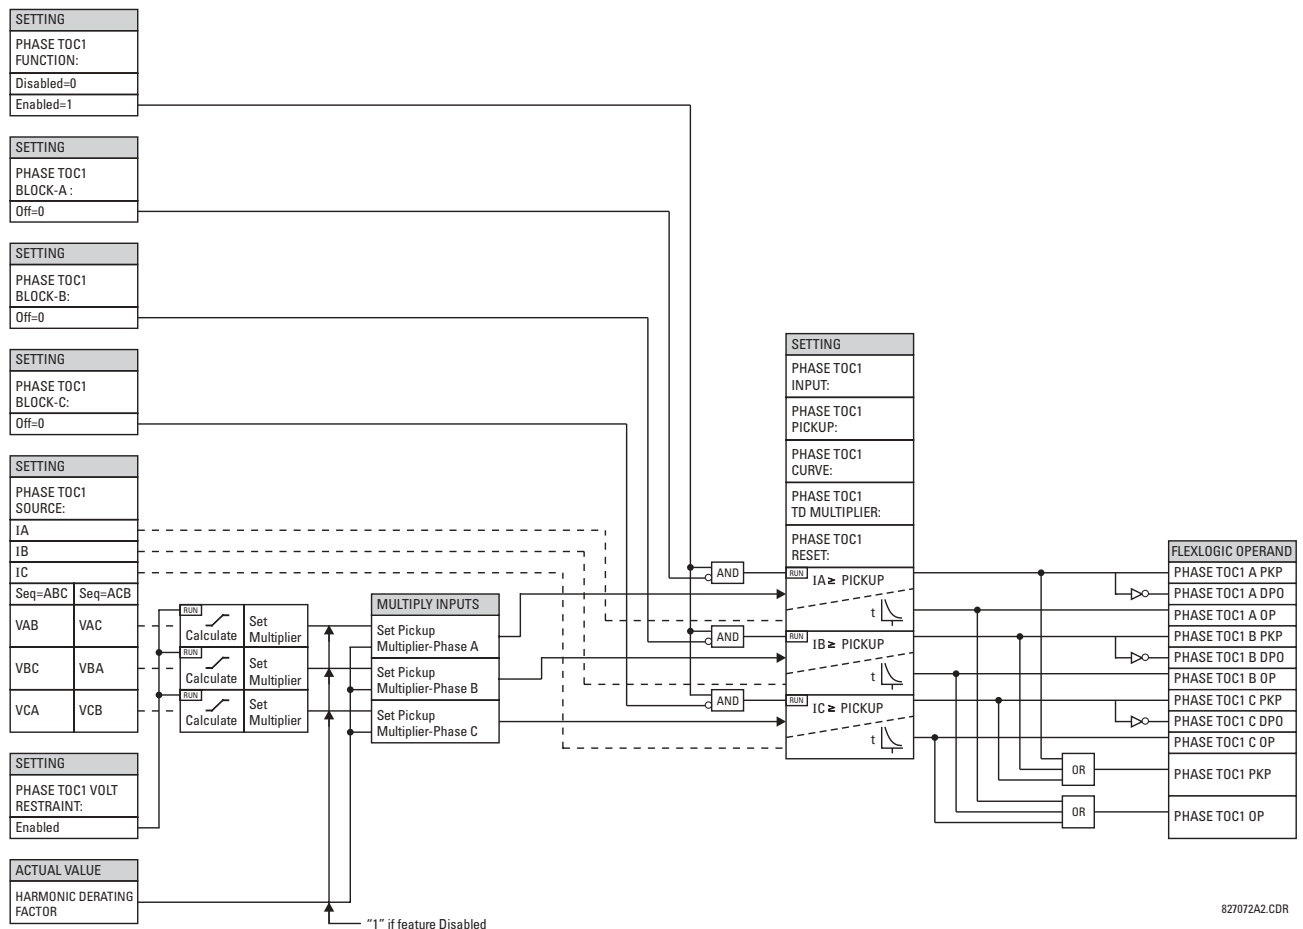 SETTING
PHASE TOC1
FUNCTION:
Disabled=0
Enabled=1
SETTING
PHASE TOC1
BLOCK-A :
Off=0
SETTING
PHASE TOC1
BLOCK-B:
Off=0
SETTING
PHASE TOC1
BLOCK-C:
Off=0
SETTING
PHASE TOC1
SOURCE:
IA
IB
IC
Seq=ABC Seq=ACB
VAB VAC
VBC VBA
VCA VCB
SETTING
PHASE TOC1 VOLT
RESTRAINT:
Enabled
ACTUAL VALUE
HARMONIC DERATING
FACTOR
RUN
Calculate
Set
Multiplier
RUN
Calculate
Set
Multiplier
RUN
Calculate
Set
Multiplier
"1" if feature Disabled
MULTIPLY INPUTS
Set Pickup
Multiplier-Phase A
Set Pickup
Multiplier-Phase B
Set Pickup
Multiplier-Phase C
AND
AND
AND
SETTING
PHASE TOC1
INPUT:
PHASE TOC1
PICKUP:
PHASE TOC1
CURVE:
PHASE TOC1
TD MULTIPLIER:
PHASE TOC1
RESET:
RUN IA ≥ PICKUP
t
RUN IB ≥ PICKUP
t
RUN IC ≥ PICKUP
t
OR
OR
FLEXLOGIC OPERAND
PHASE TOC1 A PKP
PHASE TOC1 A DPO
PHASE TOC1 A OP
PHASE TOC1 B PKP
PHASE TOC1 B DPO
PHASE TOC1 B OP
PHASE TOC1 C PKP
PHASE TOC1 C DPO
PHASE TOC1 C OP
PHASE TOC1 PKP
PHASE TOC1 OP
827072A2.CDR